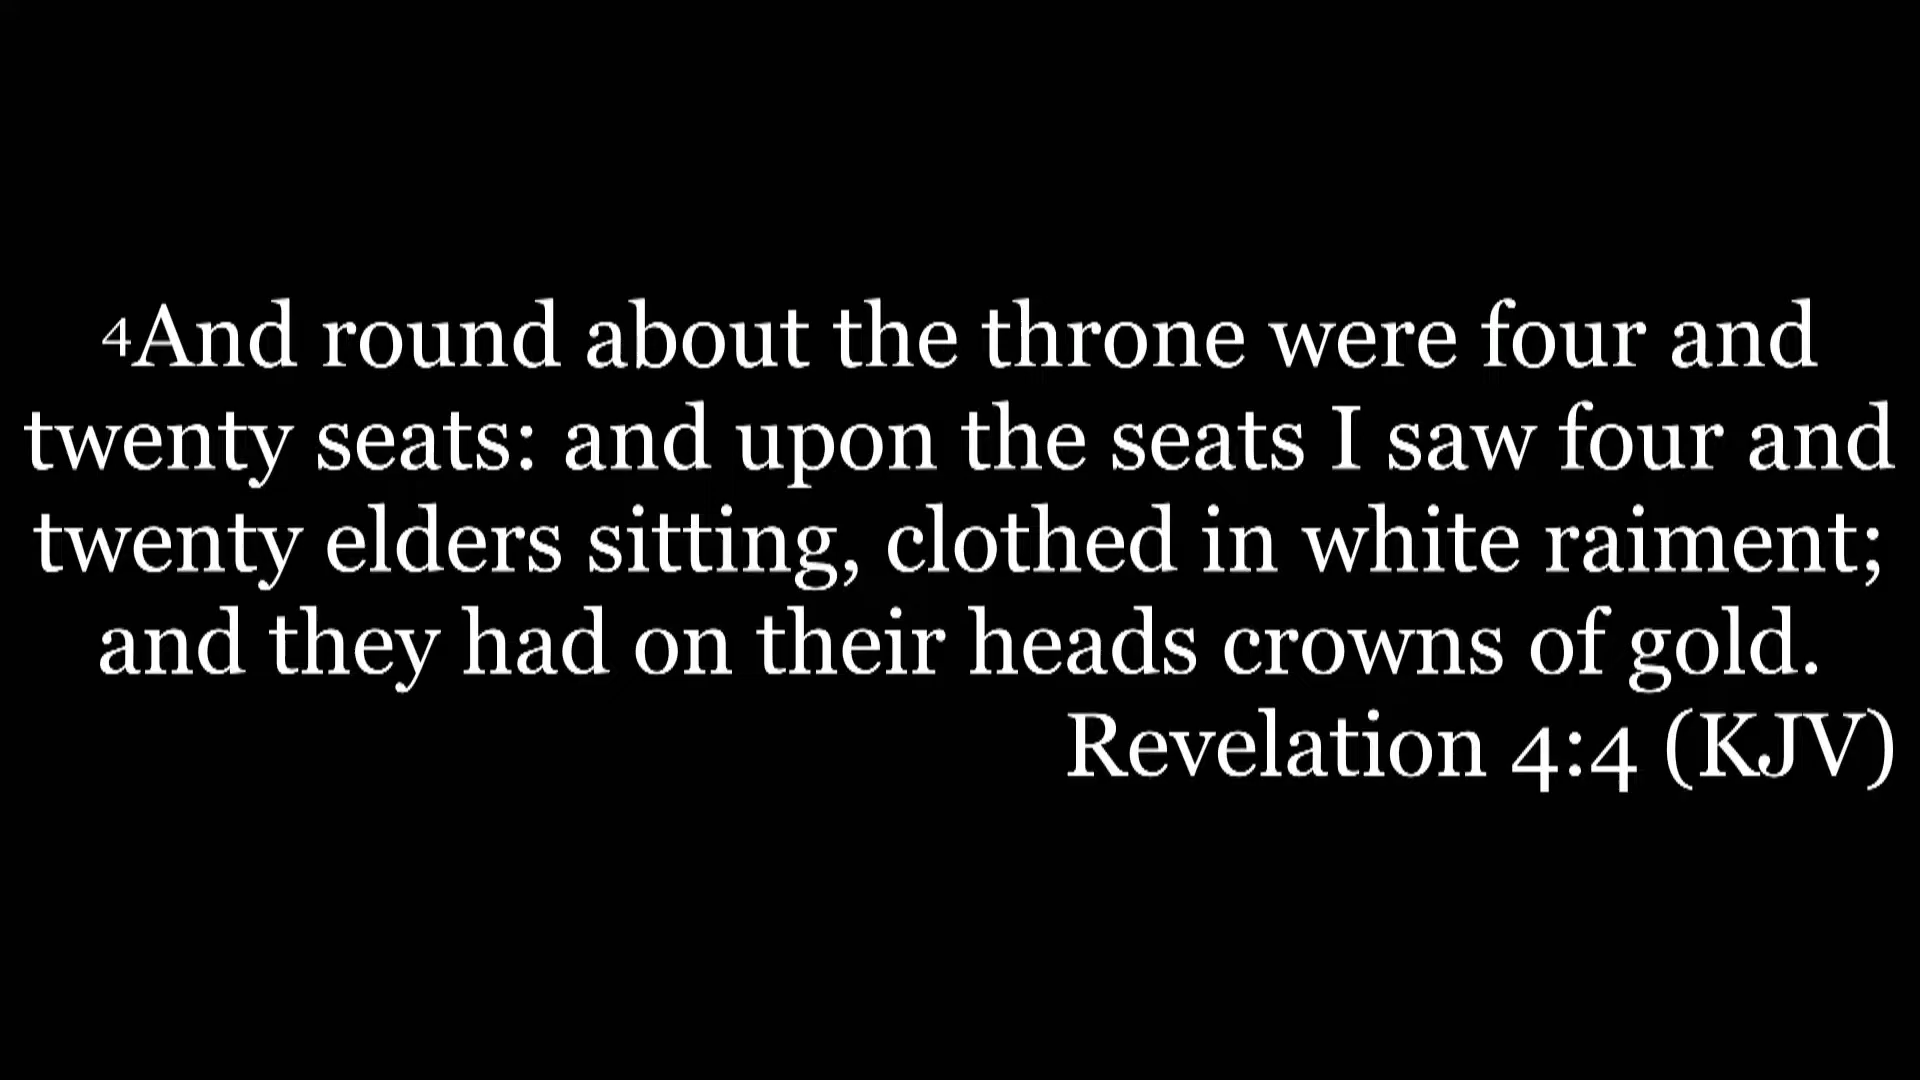 4And round about the throne were four and
twenty seats: and upon the seats I saw four and
twenty elders sitting, clothed in white raiment;
and they had on their heads crowns of gold.
Revelation 4:4 (KJV)